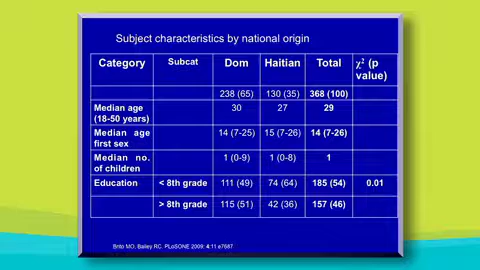 Subject characteristics by national origin
Category Subcat Dom Haitian Total χ² (p value)
238 (65) 130 (35) 368 (100)
Median age (18-50 years) 30 27 29
Median age first sex 14 (7-25) 15 (7-26) 14 (7-26)
Median no. of children 1 (0-9) 1 (0-8) 1
Education < 8th grade 111 (49) 74 (64) 185 (54) 0.01
> 8th grade 115 (51) 42 (36) 157 (46)
Brito MO, Bailey RC. PLoSONE 2009: 4:11 e7687